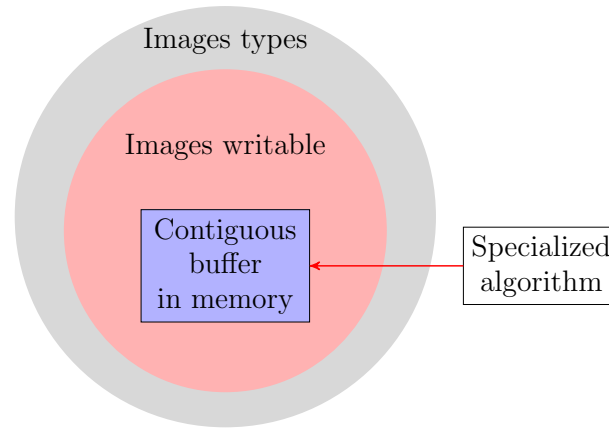 Images types
Images writable
Contiguous
buffer
in memory
Specialized
algorithm